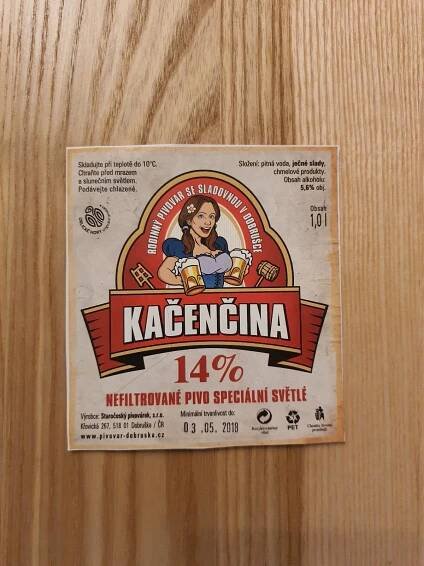 Skladujte při teplotě do 10°C.
Chraňte před mrazem
a slunečním světlem.
Podávejte chlazené.
Složení: pitná voda, ječné slady,
chmelové produkty.
Obsah alkoholu:
5,6% obj.
Obsah:
1,0 l
RODINNÝ PIVOVAR SE SLADOVNOU V DOBRUŠCE
KAČENČINA
14%
NEFILTROVANÉ PIVO SPECIÁLNÍ SVĚTLÉ
Výrobce: Staročeský pivovárek, s.r.o.
Křovická 267, 518 01 Dobruška / ČR
www.pivovar-dobruska.cz
Minimální trvanlivost do:
03 .05. 2018
PET